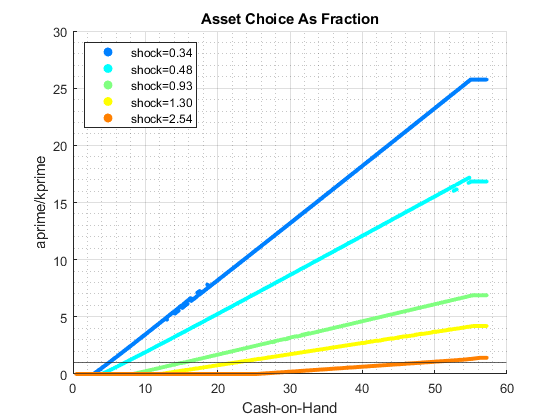 Asset Choice As Fraction
30
25
20
15
10
5
0
aprime/kprime
shock=0.34
shock=0.48
shock=0.93
shock=1.30
shock=2.54
0 10 20 30 40 50 60
Cash-on-Hand